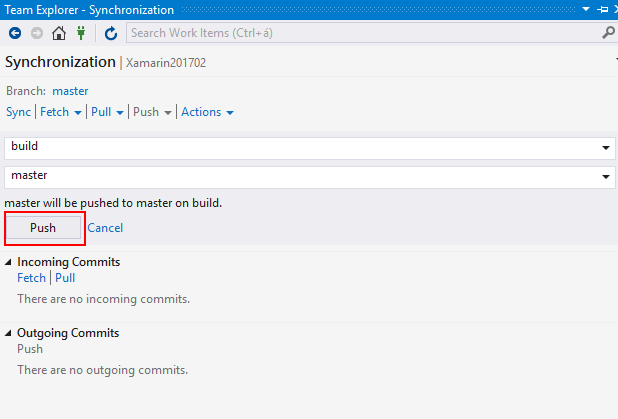 Team Explorer - Synchronization
Search Work Items (Ctrl+á)
Synchronization | Xamarin201702
Branch: master
Sync | Fetch | Pull | Push | Actions
build
master
master will be pushed to master on build.
Push Cancel
Incoming Commits
Fetch | Pull
There are no incoming commits.
Outgoing Commits
Push
There are no outgoing commits.